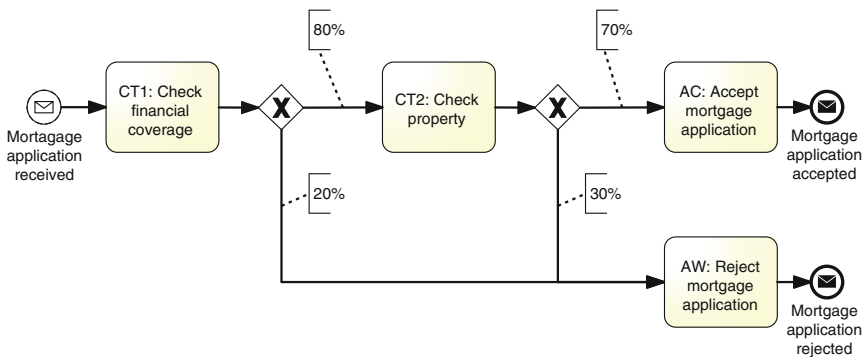 80%
70%
CT1: Check
financial
coverage
X
CT2: Check
property
X
AC: Accept
mortgage
application
Mortagage
application
received
Mortgage
application
accepted
20%
30%
AW: Reject
mortgage
application
Mortgage
application
rejected